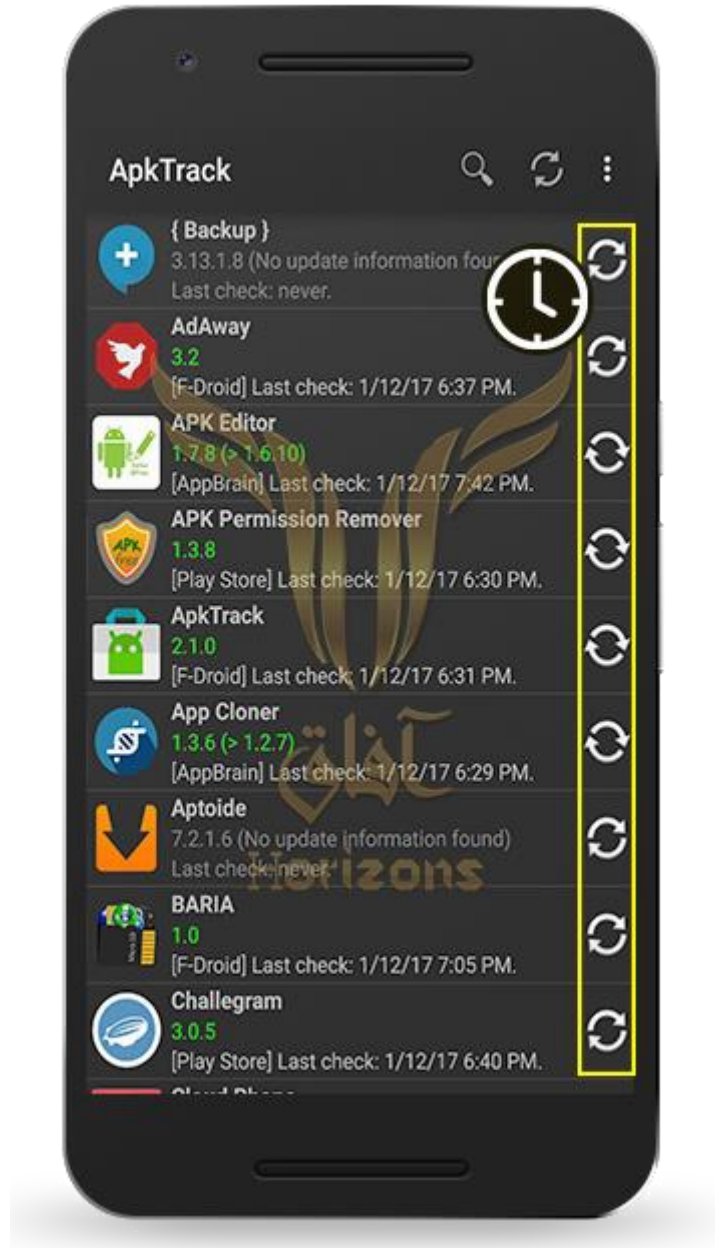 ApkTrack
{ Backup }
3.13.1.8 (No update information fou
Last check: never.
AdAway
3.2
[F-Droid] Last check: 1/12/17 6:37 PM.
APK Editor
1.7.8 (> 1.6.10)
[AppBrain] Last check: 1/12/17 7:42 PM.
APK Permission Remover
1.3.8
[Play Store] Last check: 1/12/17 6:30 PM.
ApkTrack
2.1.0
[F-Droid] Last check: 1/12/17 6:31 PM.
App Cloner
1.3.6 (> 1.2.7)
[AppBrain] Last check: 1/12/17 6:29 PM.
آفاق
Aptoide
7.2.1.6 (No update information found)
Last check: never.
Horizons
BARIA
1.0
[F-Droid] Last check: 1/12/17 7:05 PM.
Challegram
3.0.5
[Play Store] Last check: 1/12/17 6:40 PM.